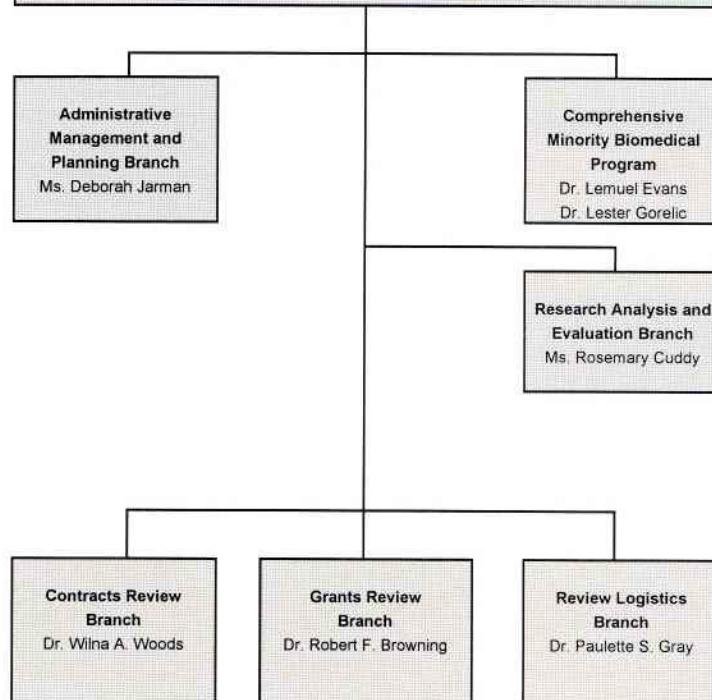 Administrative
Management and
Planning Branch
Ms. Deborah Jarman
Comprehensive
Minority Biomedical
Program
Dr. Lemuel Evans
Dr. Lester Gorelic
Research Analysis and
Evaluation Branch
Ms. Rosemary Cuddy
Contracts Review
Branch
Dr. Wilna A. Woods
Grants Review
Branch
Dr. Robert F. Browning
Review Logistics
Branch
Dr. Paulette S. Gray